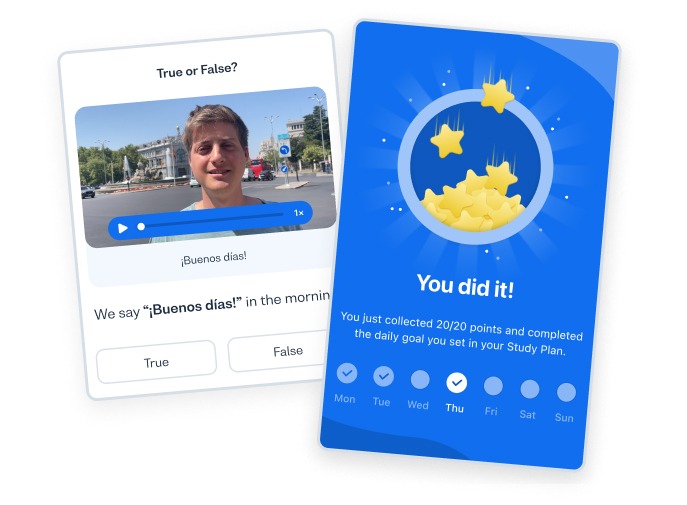 True or False?
1×
¡Buenos días!
We say “¡Buenos días!” in the mornin
True
False
You did it!
You just collected 20/20 points and completed
the daily goal you set in your Study Plan.
Mon Tue Wed Thu Fri Sat Sun